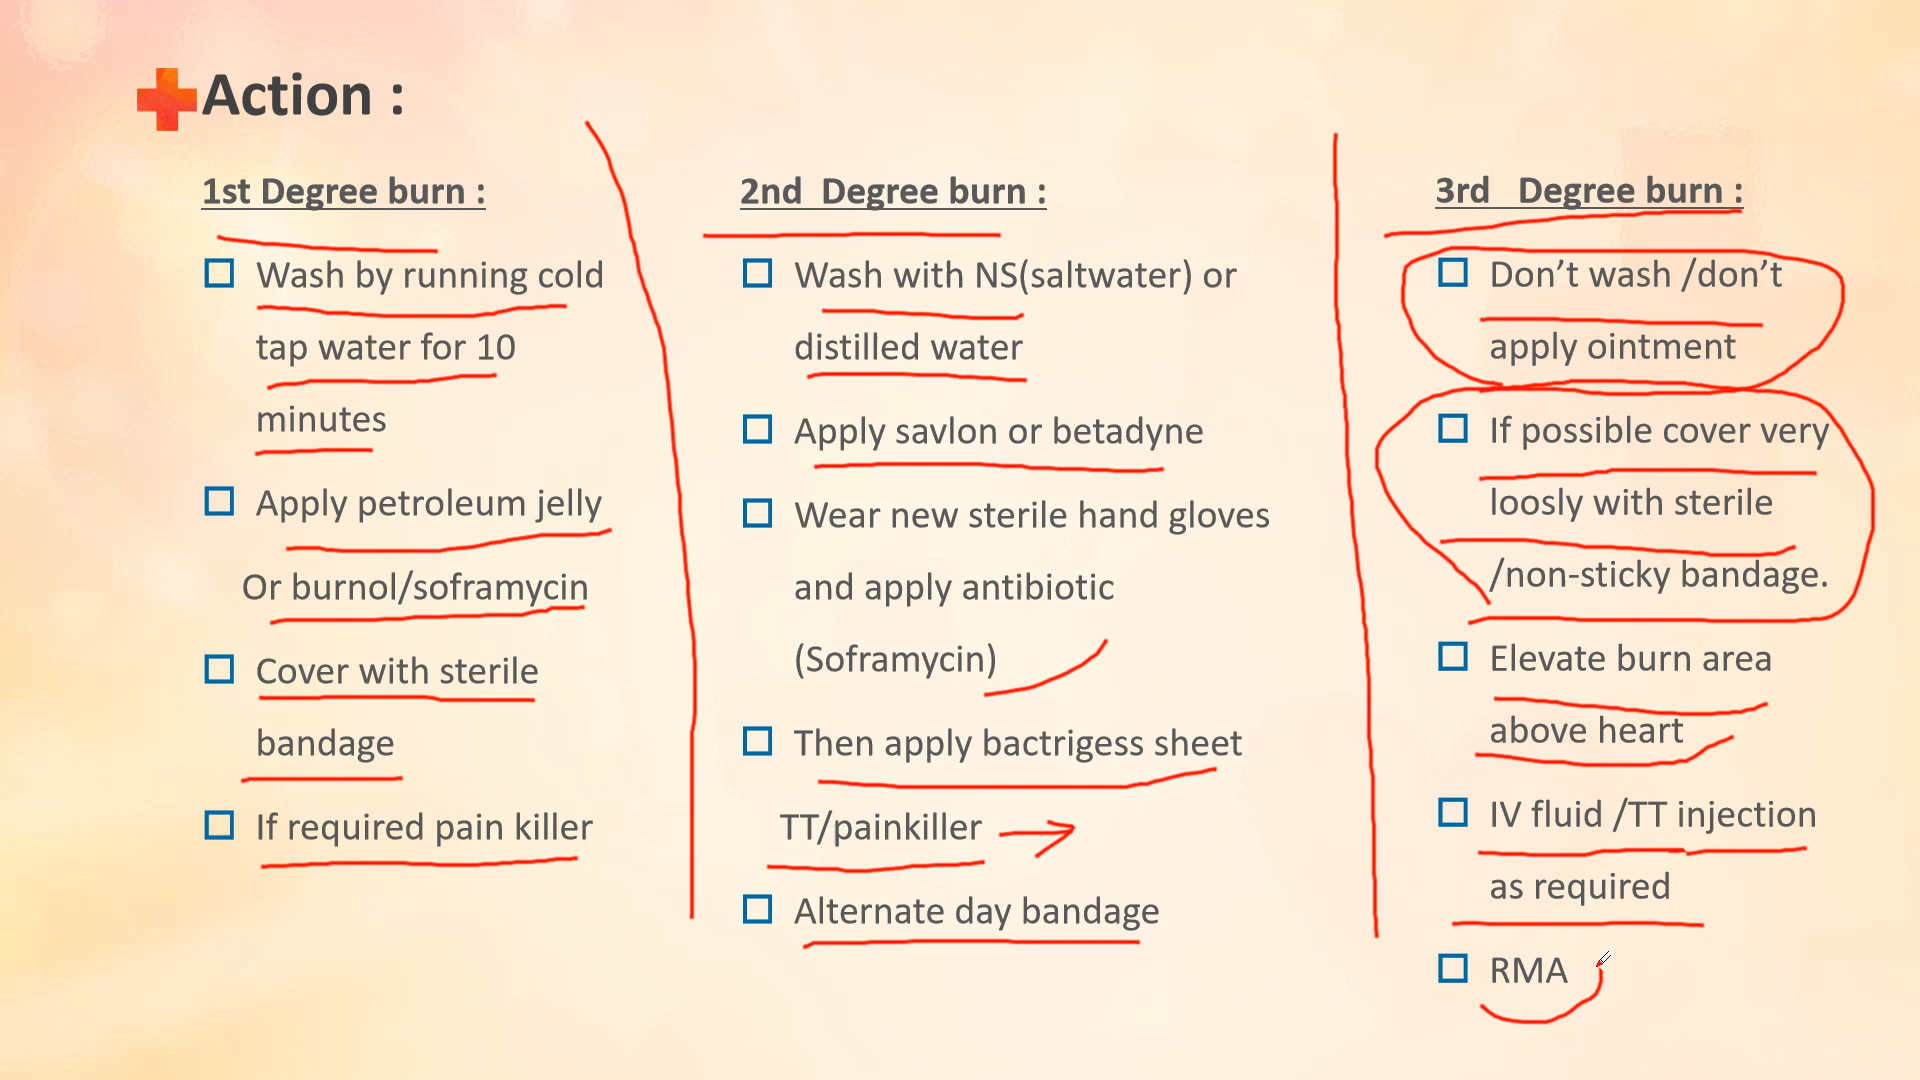 Action :
1st Degree burn :
Wash by running cold
tap water for 10
minutes
Apply petroleum jelly
Or burnol/soframycin
Cover with sterile
bandage
If required pain killer
2nd  Degree burn :
Wash with NS(saltwater) or
distilled water
Apply savlon or betadyne
Wear new sterile hand gloves
and apply antibiotic
(Soframycin)
Then apply bactrigess sheet
TT/painkiller
Alternate day bandage
3rd   Degree burn :
Don’t wash /don’t
apply ointment
If possible cover very
loosly with sterile
/non-sticky bandage.
Elevate burn area
above heart
IV fluid /TT injection
as required
RMA